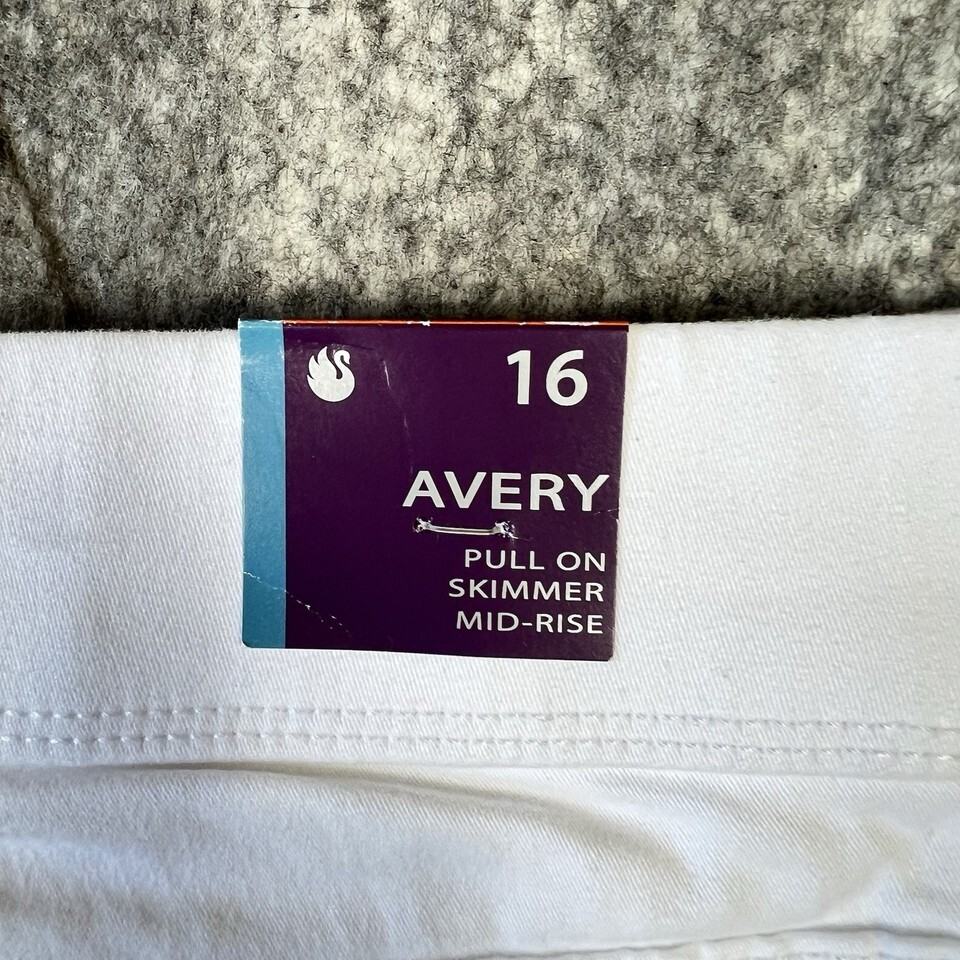 16
AVERY
PULL ON
SKIMMER
MID-RISE